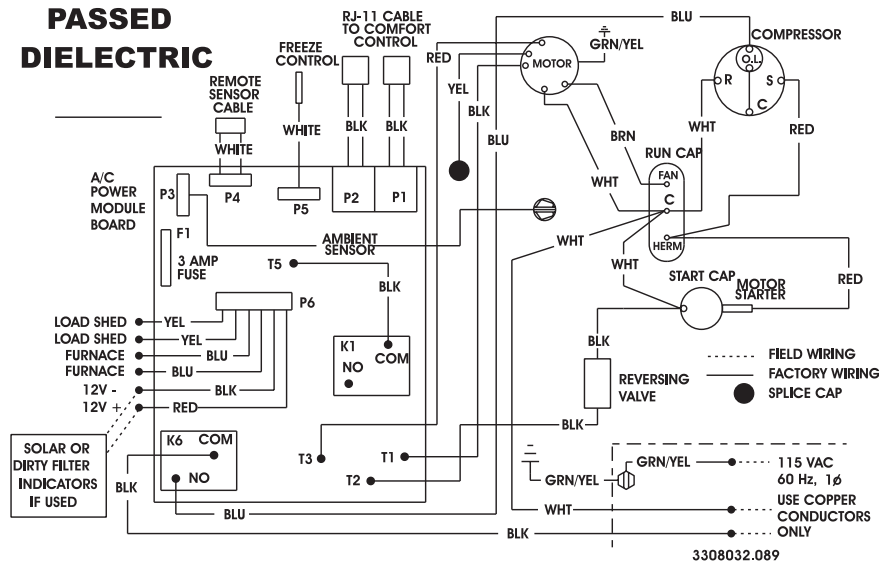 PASSED
DIELECTRIC
RJ-11 CABLE
TO COMFORT
CONTROL
FREEZE
CONTROL
REMOTE
SENSOR
CABLE
WHITE
WHITE
BLK
BLK
RED
YEL
BLK
BLU
BLU
MOTOR
GRN/YEL
COMPRESSOR
O.L.
R
S
C
WHT
RED
BRN
WHT
RUN CAP
FAN
C
HERM
A/C
POWER
MODULE
BOARD
P3
P4
P5
P2
P1
F1
3 AMP
FUSE
AMBIENT
SENSOR
T5
BLK
P6
WHT
WHT
START CAP
MOTOR
STARTER
RED
LOAD SHED
YEL
LOAD SHED
YEL
FURNACE
BLU
FURNACE
BLU
12V -
BLK
12V +
RED
K1
COM
NO
BLK
REVERSING
VALVE
BLK
FIELD WIRING
FACTORY WIRING
SPLICE CAP
SOLAR OR
DIRTY FILTER
INDICATORS
IF USED
K6
COM
NO
BLK
T3
T1
T2
BLU
GRN/YEL
GRN/YEL
WHT
BLK
115 VAC
60 Hz, 1ø
USE COPPER
CONDUCTORS
ONLY
3308032.089